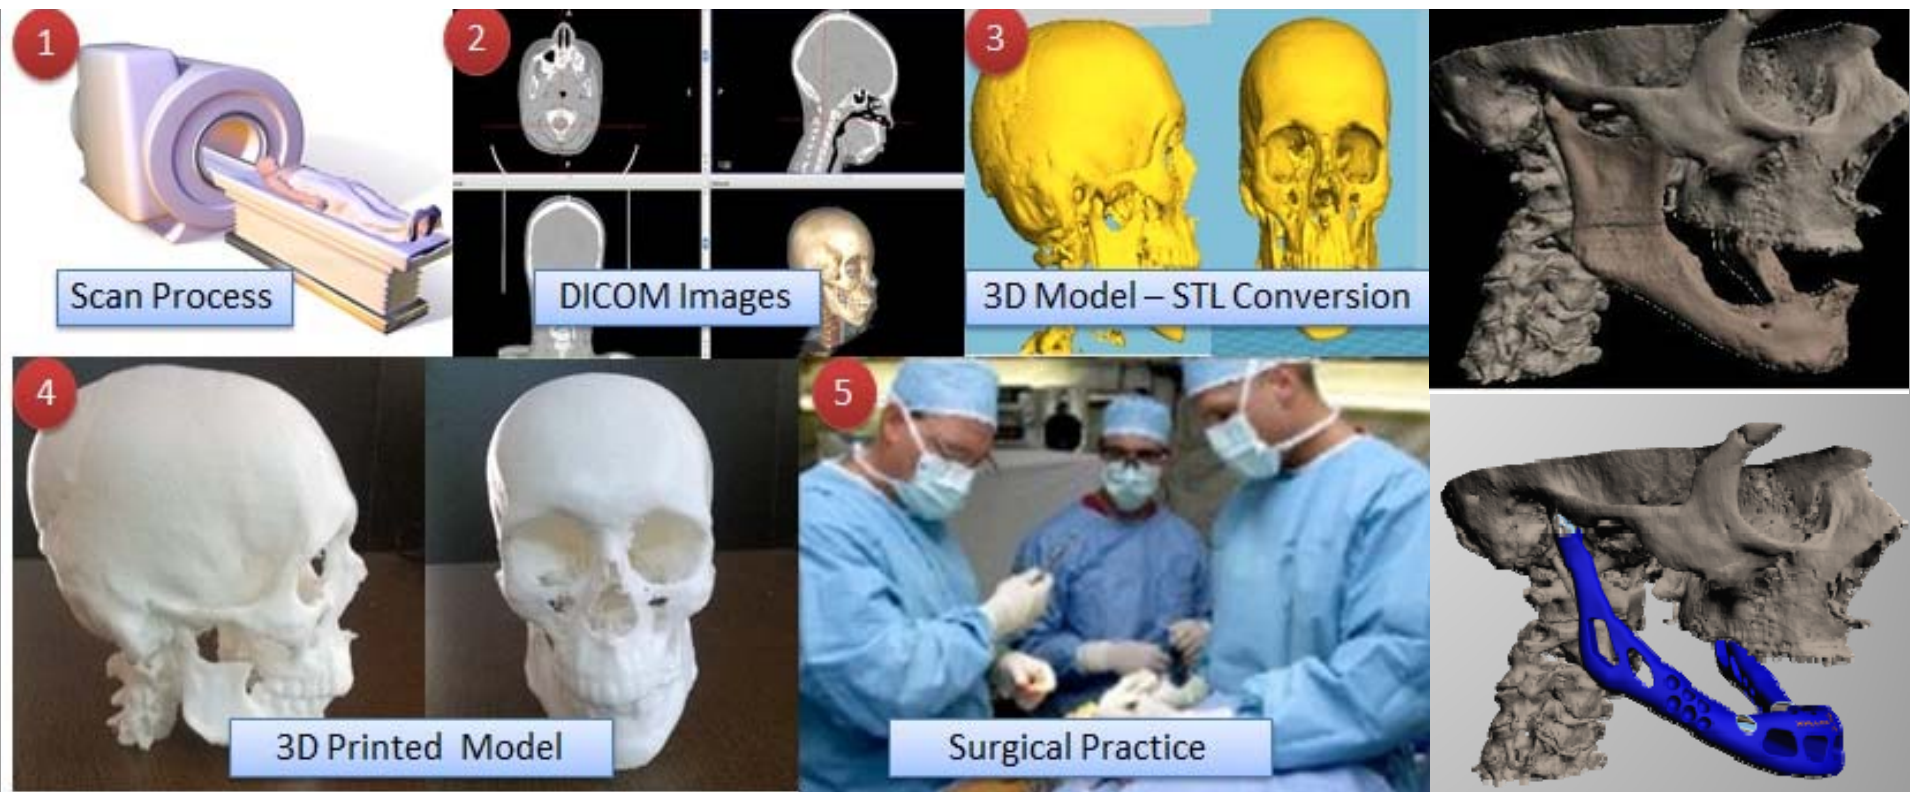 1
Scan Process
2
DICOM Images
3
3D Model – STL Conversion
4
3D Printed Model
5
Surgical Practice